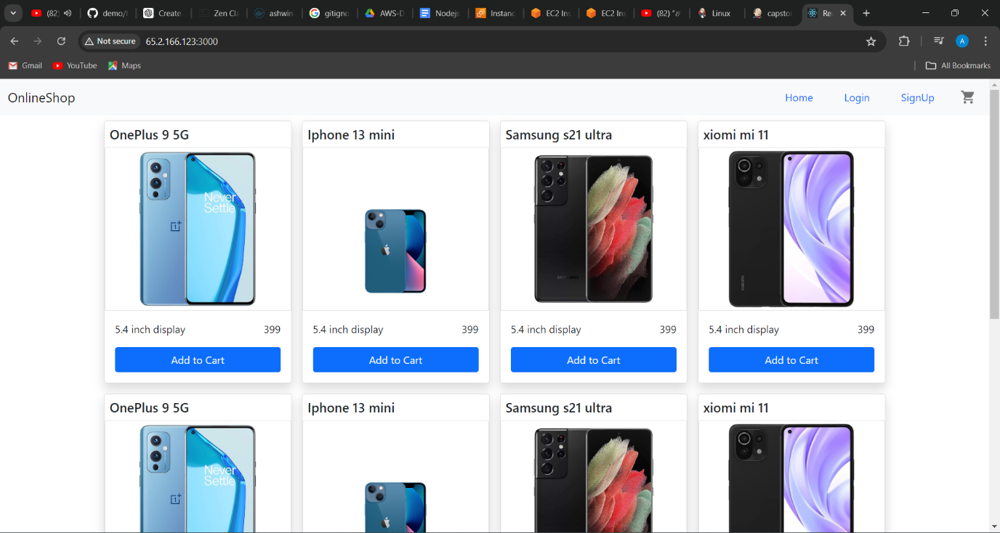 (82)
demo/l
Create
Zen Cla
ashwin
gitigno
AWS-D
Nodejs
Instanc
EC2 Ins
EC2 Ins
(82)
Linux
capsto
Re
Not secure
65.2.166.123:3000
A
Gmail
YouTube
Maps
All Bookmarks
OnlineShop
Home
Login
SignUp
OnePlus 9 5G
Iphone 13 mini
Samsung s21 ultra
xiomi mi 11
Never
Settle
SAMSUNG
xiaomi
5.4 inch display 399
5.4 inch display 399
5.4 inch display 399
5.4 inch display 399
Add to Cart
Add to Cart
Add to Cart
Add to Cart
OnePlus 9 5G
Iphone 13 mini
Samsung s21 ultra
xiomi mi 11
Never
Settle